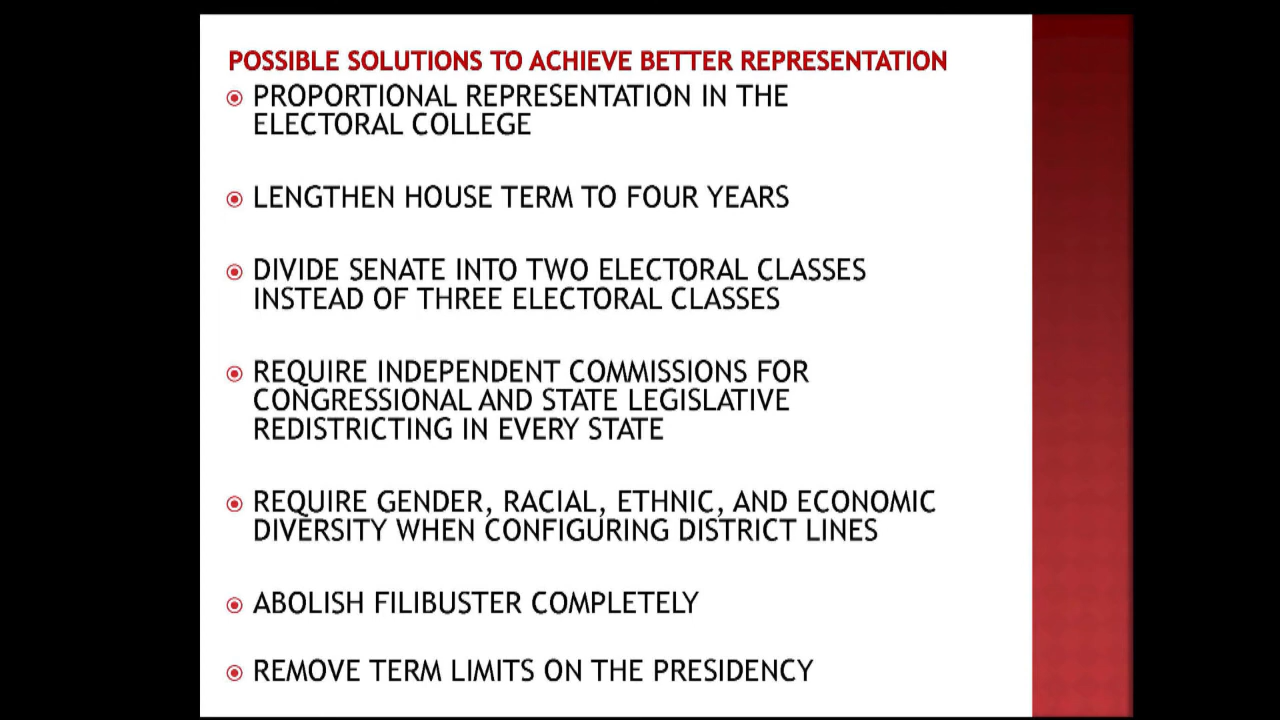 POSSIBLE SOLUTIONS TO ACHIEVE BETTER REPRESENTATION
PROPORTIONAL REPRESENTATION IN THE
ELECTORAL COLLEGE
LENGTHEN HOUSE TERM TO FOUR YEARS
DIVIDE SENATE INTO TWO ELECTORAL CLASSES
INSTEAD OF THREE ELECTORAL CLASSES
REQUIRE INDEPENDENT COMMISSIONS FOR
CONGRESSIONAL AND STATE LEGISLATIVE
REDISTRICTING IN EVERY STATE
REQUIRE GENDER, RACIAL, ETHNIC, AND ECONOMIC
DIVERSITY WHEN CONFIGURING DISTRICT LINES
ABOLISH FILIBUSTER COMPLETELY
REMOVE TERM LIMITS ON THE PRESIDENCY